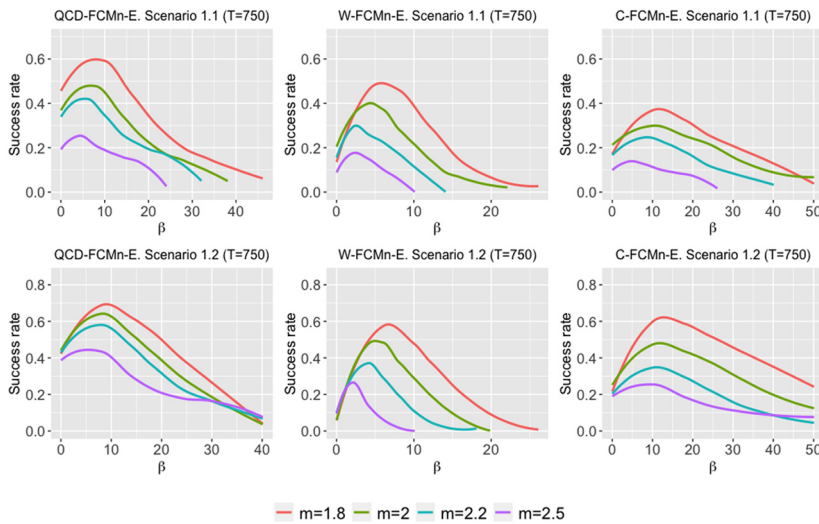 QCD-FCMn-E. Scenario 1.1 (T=750)
W-FCMn-E. Scenario 1.1 (T=750)
C-FCMn-E. Scenario 1.1 (T=750)
Success rate
0.6
0.4
0.2
0.0
0 10 20 30 40
β
Success rate
0.6
0.4
0.2
0.0
0 10 20
β
Success rate
0.6
0.4
0.2
0.0
0 10 20 30 40 50
β
QCD-FCMn-E. Scenario 1.2 (T=750)
W-FCMn-E. Scenario 1.2 (T=750)
C-FCMn-E. Scenario 1.2 (T=750)
Success rate
0.8
0.6
0.4
0.2
0.0
0 10 20 30 40
β
Success rate
0.8
0.6
0.4
0.2
0.0
0 10 20
β
Success rate
0.8
0.6
0.4
0.2
0.0
0 10 20 30 40 50
β
m=1.8 m=2 m=2.2 m=2.5